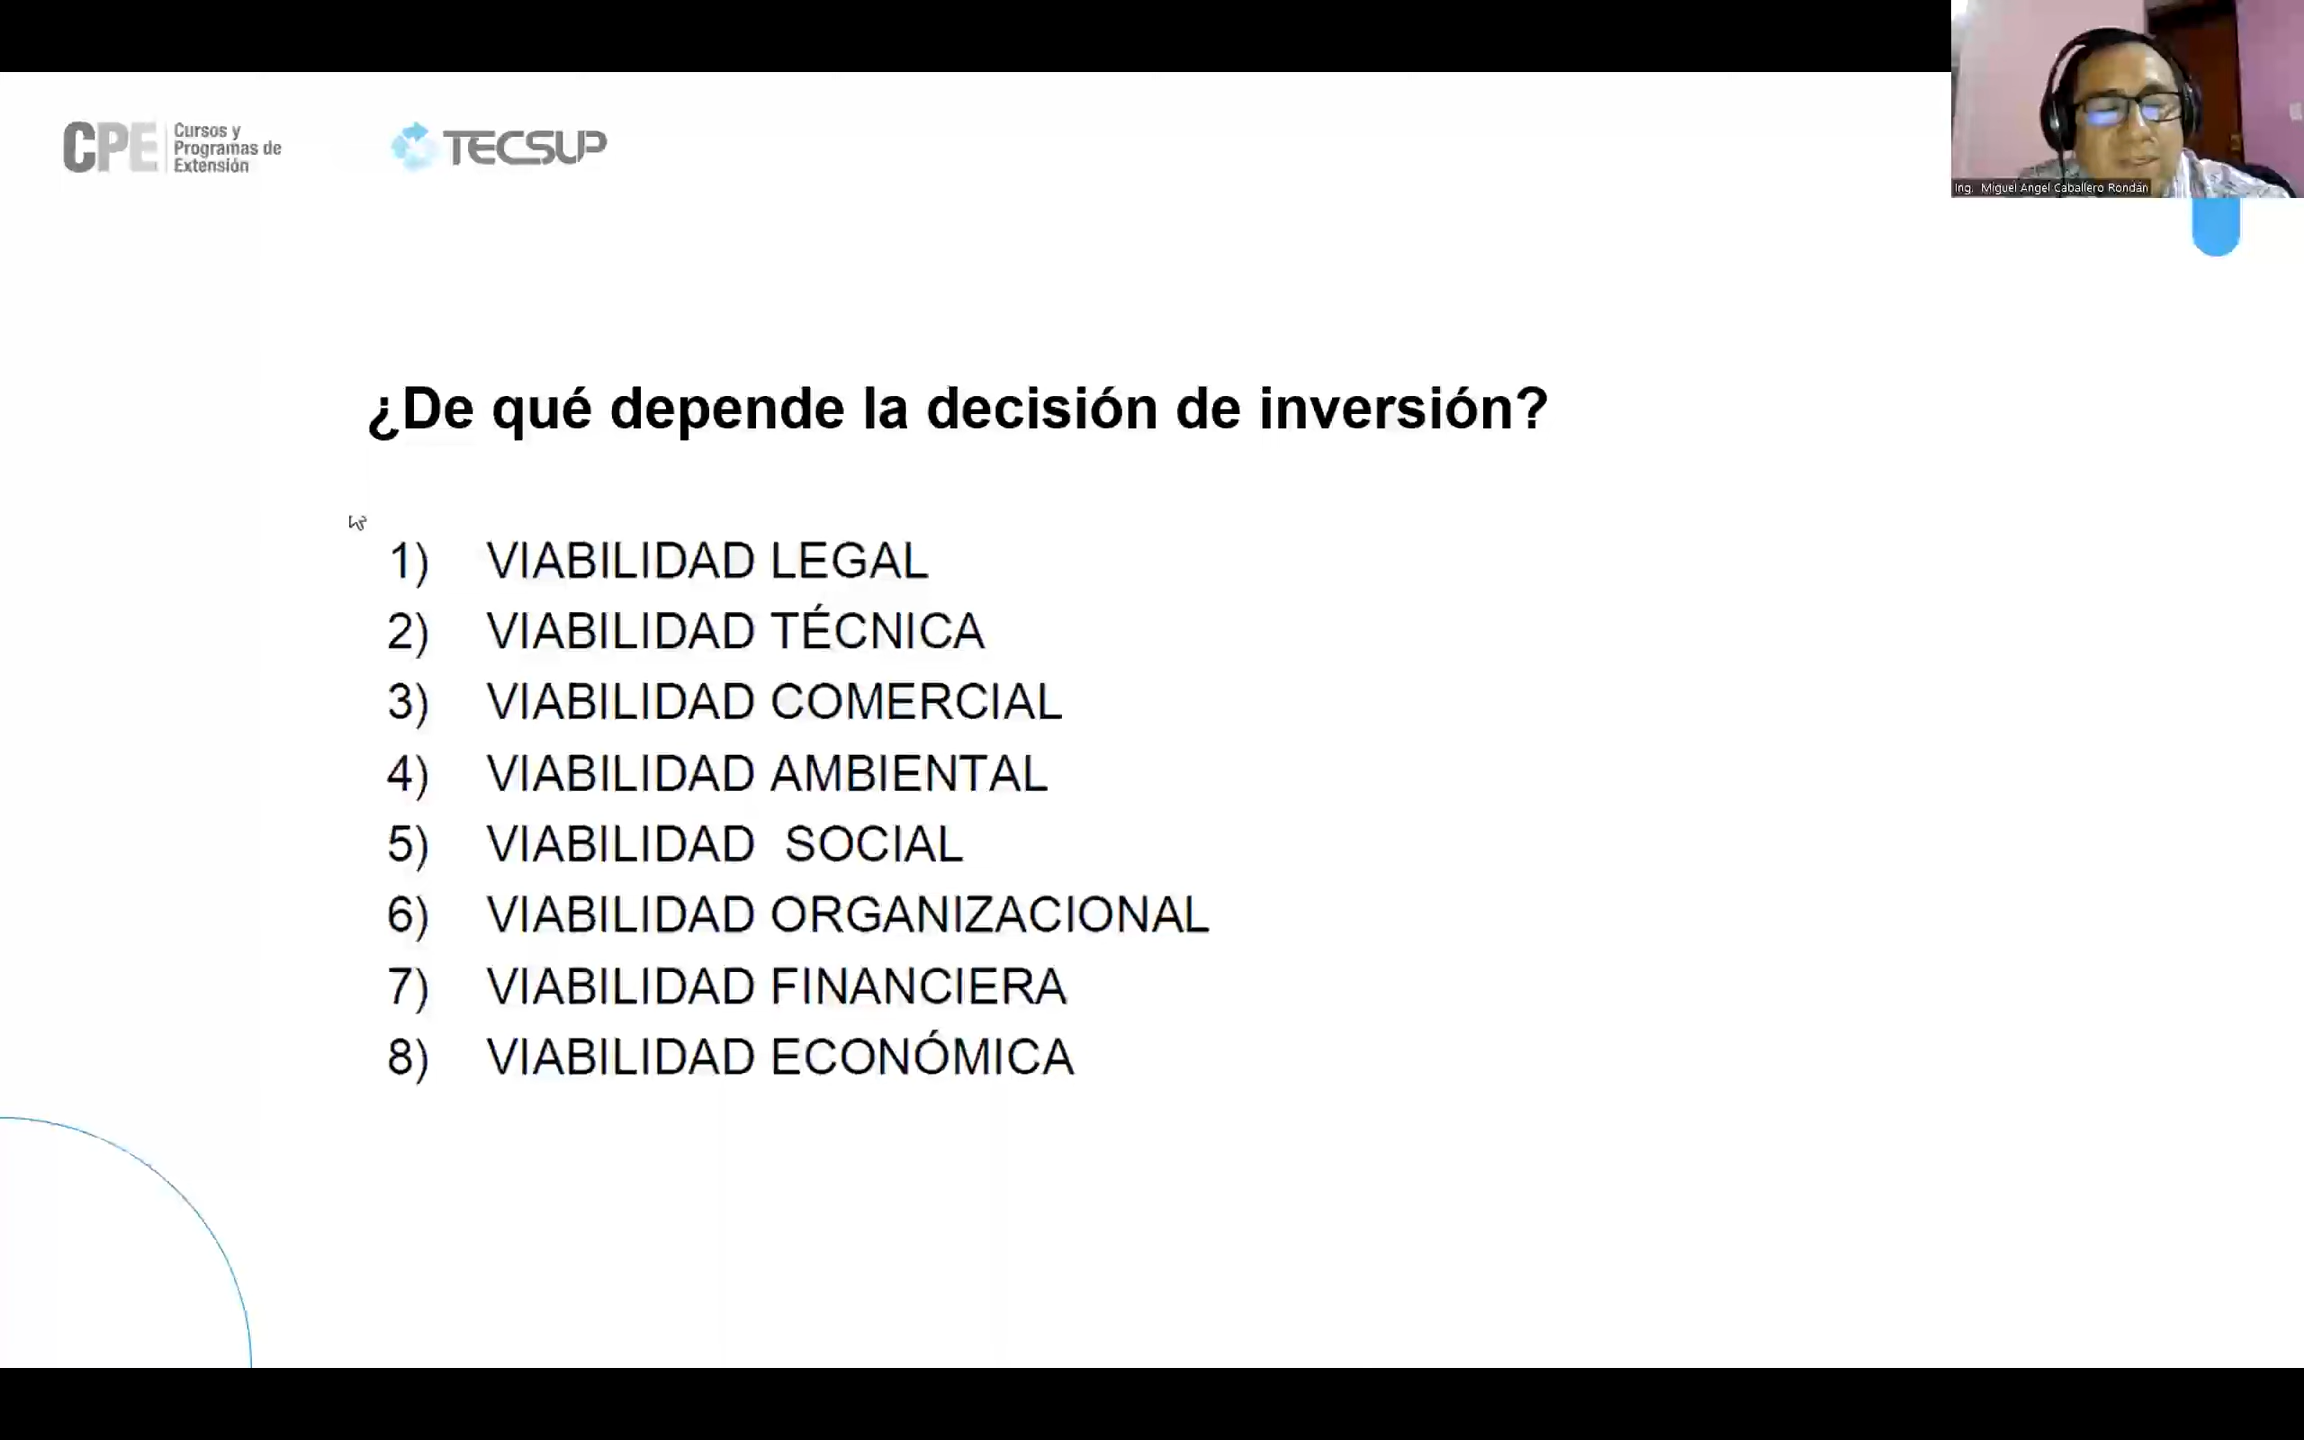 CPE
Cursos y
Programas de
Extensión
TECSUP
Ing. Miguel Angel Caballero Rondán
¿De qué depende la decisión de inversión?
1) VIABILIDAD LEGAL
2) VIABILIDAD TÉCNICA
3) VIABILIDAD COMERCIAL
4) VIABILIDAD AMBIENTAL
5) VIABILIDAD SOCIAL
6) VIABILIDAD ORGANIZACIONAL
7) VIABILIDAD FINANCIERA
8) VIABILIDAD ECONÓMICA